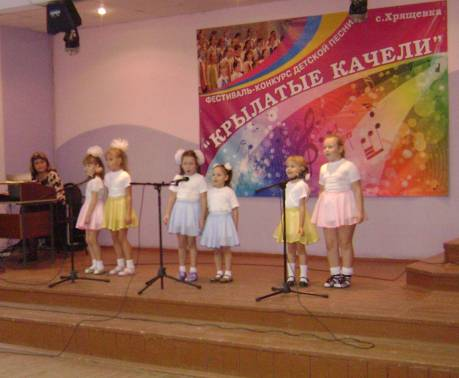 с.Хрящевка
ФЕСТИВАЛЬ-КОНКУРС ДЕТСКОЙ ПЕСНИ
"КРЫЛАТЫЕ КАЧЕЛИ"